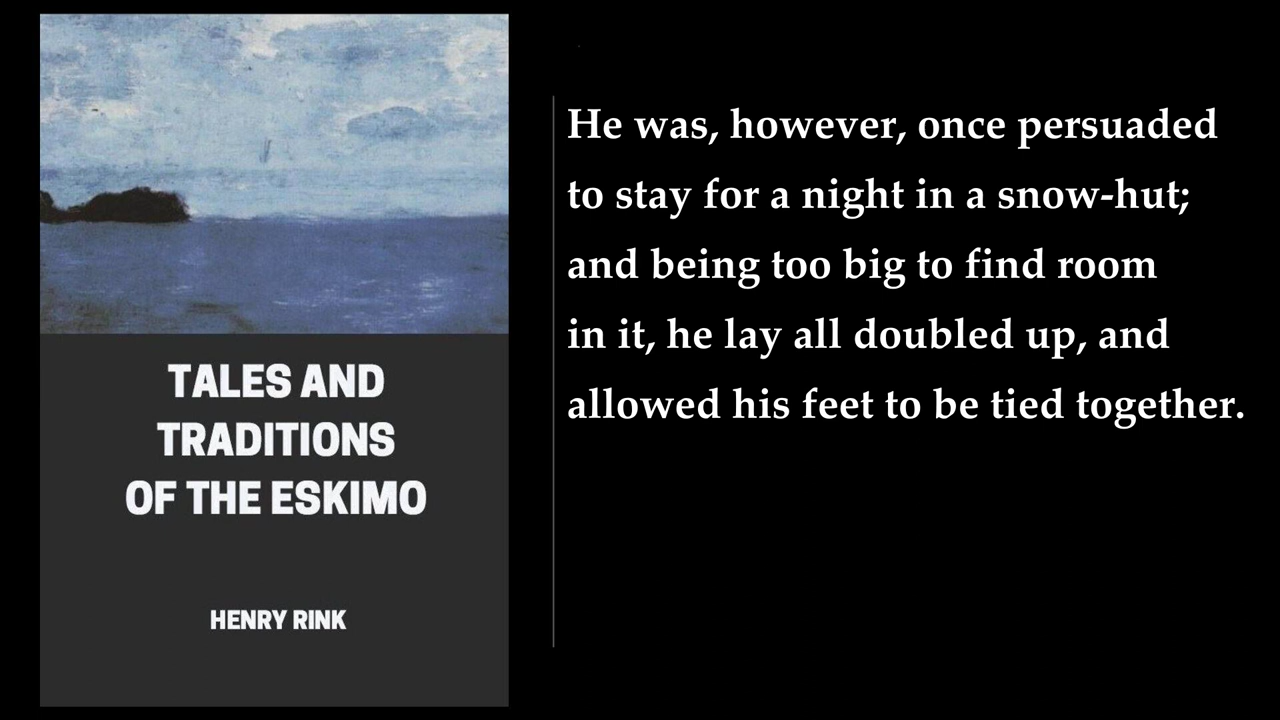 TALES AND
TRADITIONS
OF THE ESKIMO
HENRY RINK
He was, however, once persuaded
to stay for a night in a snow-hut;
and being too big to find room
in it, he lay all doubled up, and
allowed his feet to be tied together.